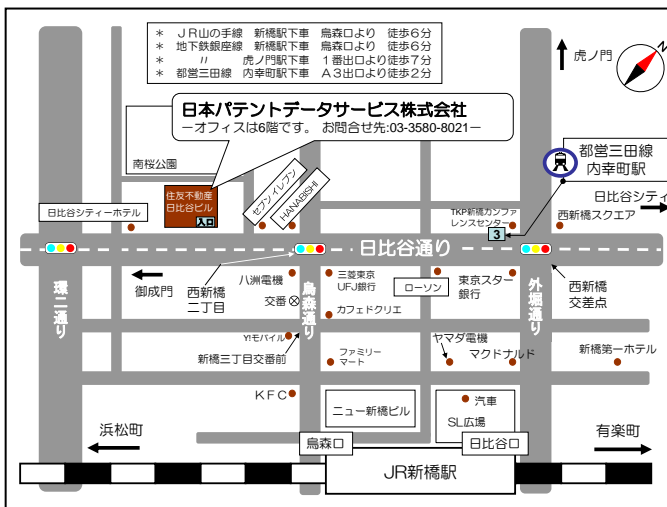 ＊　ＪＲ山の手線　新橋駅下車　烏森口より　徒歩６分
＊　地下鉄銀座線　新橋駅下車　烏森口より　徒歩６分
＊　　　〃　　　虎ノ門駅下車　１番出口より徒歩７分
＊　都営三田線　内幸町駅下車　Ａ３出口より徒歩２分
虎ノ門
N
日本パテントデータサービス株式会社
－オフィスは6階です。 お問合せ先:03-3580-8021－
都営三田線
内幸町駅
南桜公園
住友不動産
日比谷ビル
入口
セブンイレブン
HANABISHI
日比谷シティ
日比谷シティーホテル
TKP新橋カンファ
レンスセンター
西新橋スクエア
3
日比谷通り
御成門
西新橋
二丁目
八洲電機
三菱東京
UFJ銀行
ローソン
東京スター
銀行
西新橋
交差点
環二通り
烏森通り
外堀通り
交番
カフェドクリエ
Y!モバイル
新橋三丁目交番前
ファミリー
マート
ヤマダ電機
マクドナルド
新橋第一ホテル
ＫＦＣ
ニュー新橋ビル
汽車
SL広場
浜松町
烏森口
日比谷口
有楽町
JR新橋駅